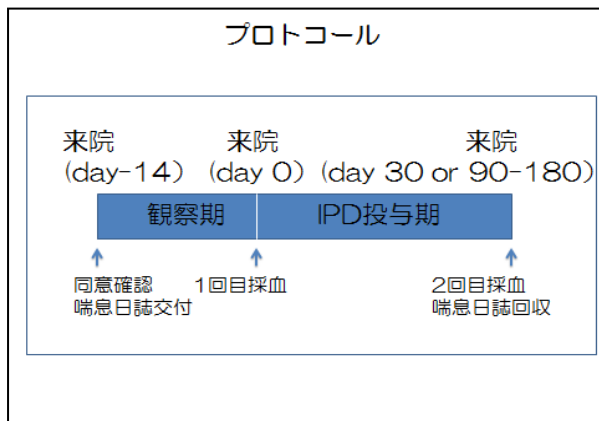 プロトコール
来院 来院 来院
(day-14) (day 0) (day 30 or 90-180)
観察期 IPD投与期
同意確認 1回目採血 2回目採血
喘息日誌交付 喘息日誌回収